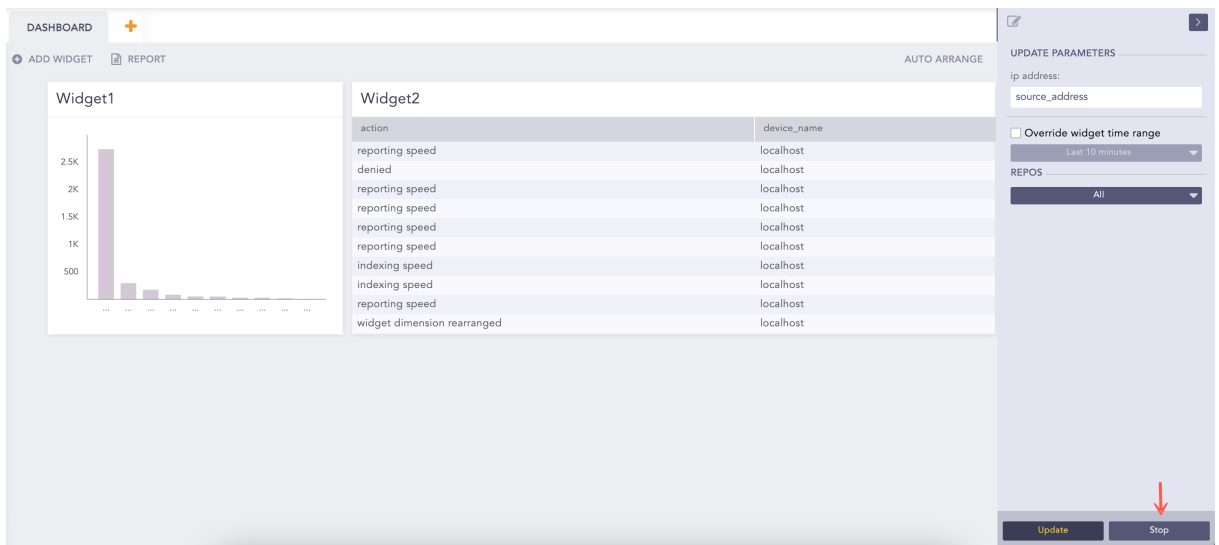 DASHBOARD +
ADD WIDGET REPORT AUTO ARRANGE
Widget1
2.5K
2K
1.5K
1K
500
... ... ... ... ... ... ... ... ... ...
Widget2
action device_name
reporting speed localhost
denied localhost
reporting speed localhost
reporting speed localhost
reporting speed localhost
reporting speed localhost
indexing speed localhost
indexing speed localhost
reporting speed localhost
widget dimension rearranged localhost
UPDATE PARAMETERS
ip address:
source_address
Override widget time range
Last 10 minutes
REPOS
All
Update Stop